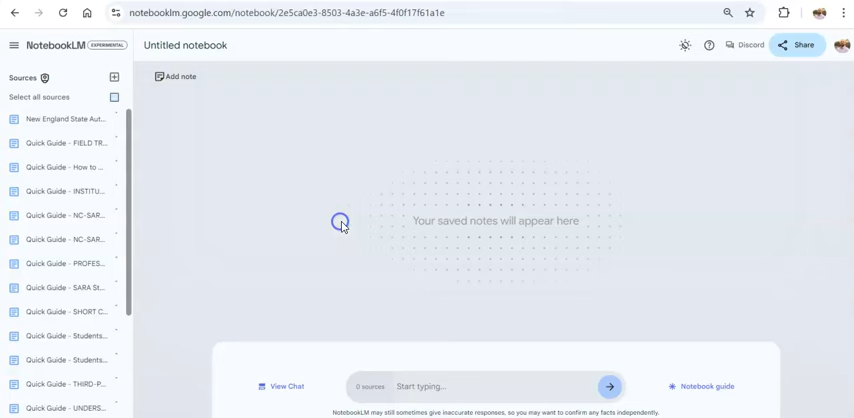 notebooklm.google.com/notebook/2e5ca0e3-8503-4a3e-a6f5-4f0f17f61a1e
NotebookLM EXPERIMENTAL
Untitled notebook
Discord
Share
Sources
Select all sources
New England State Aut...
Quick Guide - FIELD TR...
Quick Guide - How to ...
Quick Guide - INSTITU...
Quick Guide - NC-SAR...
Quick Guide - NC-SAR...
Quick Guide - PROFES...
Quick Guide - SARA St...
Quick Guide - SHORT C...
Quick Guide - Students...
Quick Guide - Students...
Quick Guide - THIRD-P...
Quick Guide - UNDERS...
Add note
Your saved notes will appear here
View Chat
0 sources
Start typing...
Notebook guide
NotebookLM may still sometimes give inaccurate responses, so you may want to confirm any facts independently.